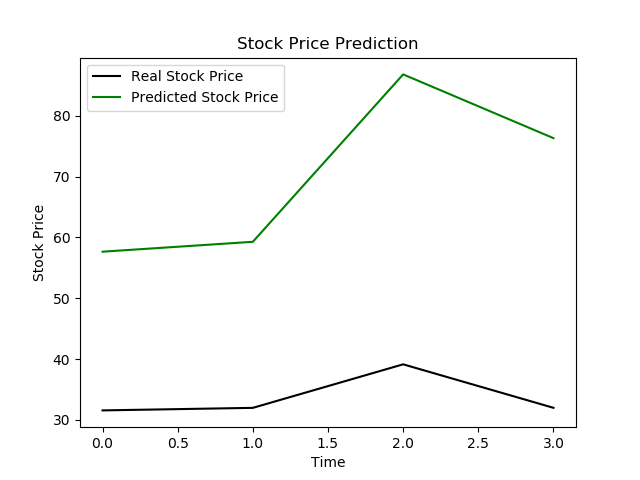 Stock Price Prediction
Real Stock Price
Predicted Stock Price
80
70
60
50
40
30
Stock Price
0.0 0.5 1.0 1.5 2.0 2.5 3.0
Time